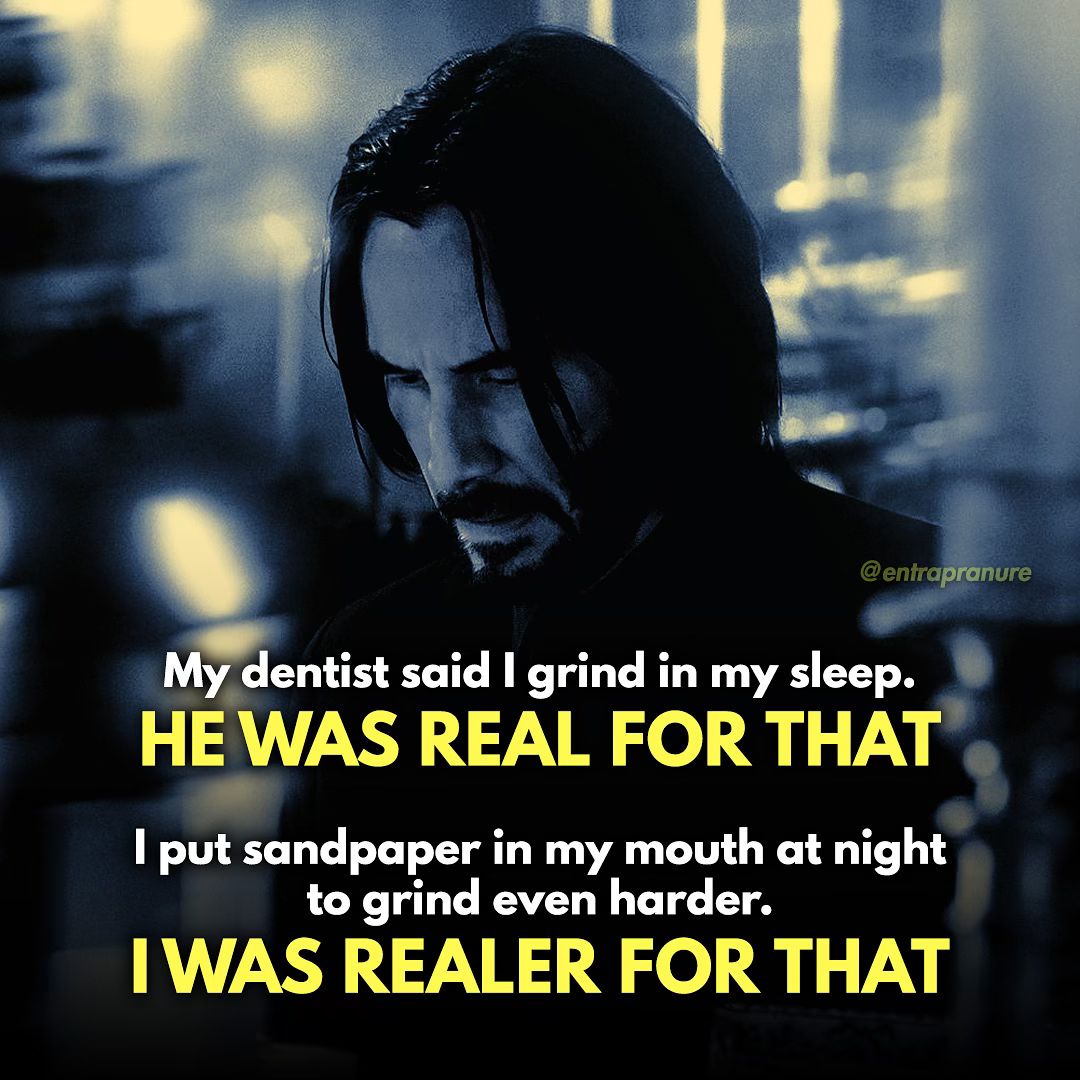 @entrapranure
My dentist said I grind in my sleep.
HE WAS REAL FOR THAT
I put sandpaper in my mouth at night
to grind even harder.
I WAS REALER FOR THAT